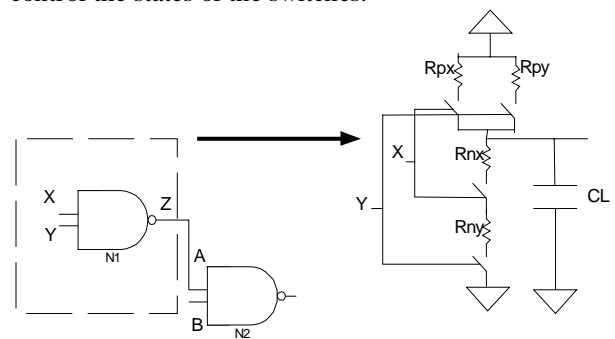 control the states of the switches.
Rpx
Rpy
X
Rnx
Y
CL
Rny
X
Z
Y
N1
A
B
N2